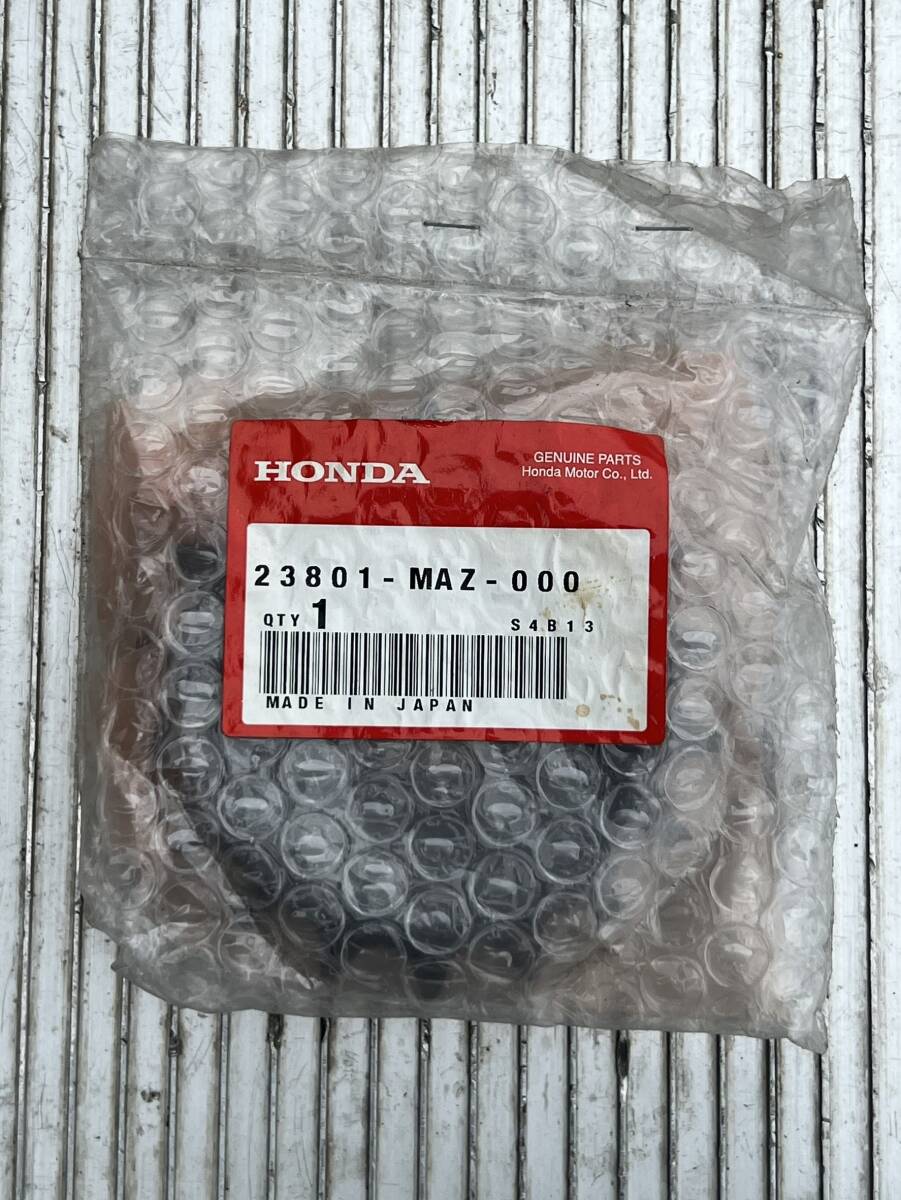 HONDA
GENUINE PARTS
Honda Motor Co., Ltd.
23801-MAZ-000
QTY 1 S4B13
MADE IN JAPAN